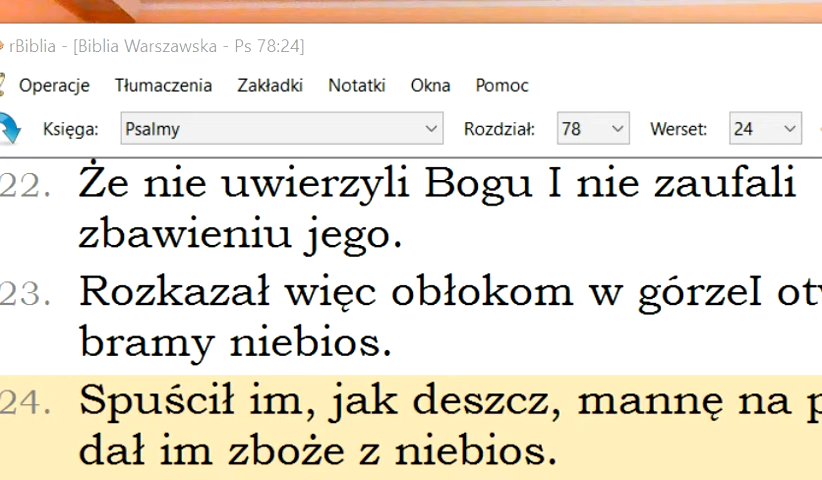 rBiblia - [Biblia Warszawska - Ps 78:24]
Operacje Tłumaczenia Zakładki Notatki Okna Pomoc
Księga: Psalmy Rozdział: 78 Werset: 24
22. Że nie uwierzyli Bogu I nie zaufali
zbawieniu jego.
23. Rozkazał więc obłokom w górzeI
bramy niebios.
24. Spuścił im, jak deszcz, mannę na
dał im zboże z niebios.